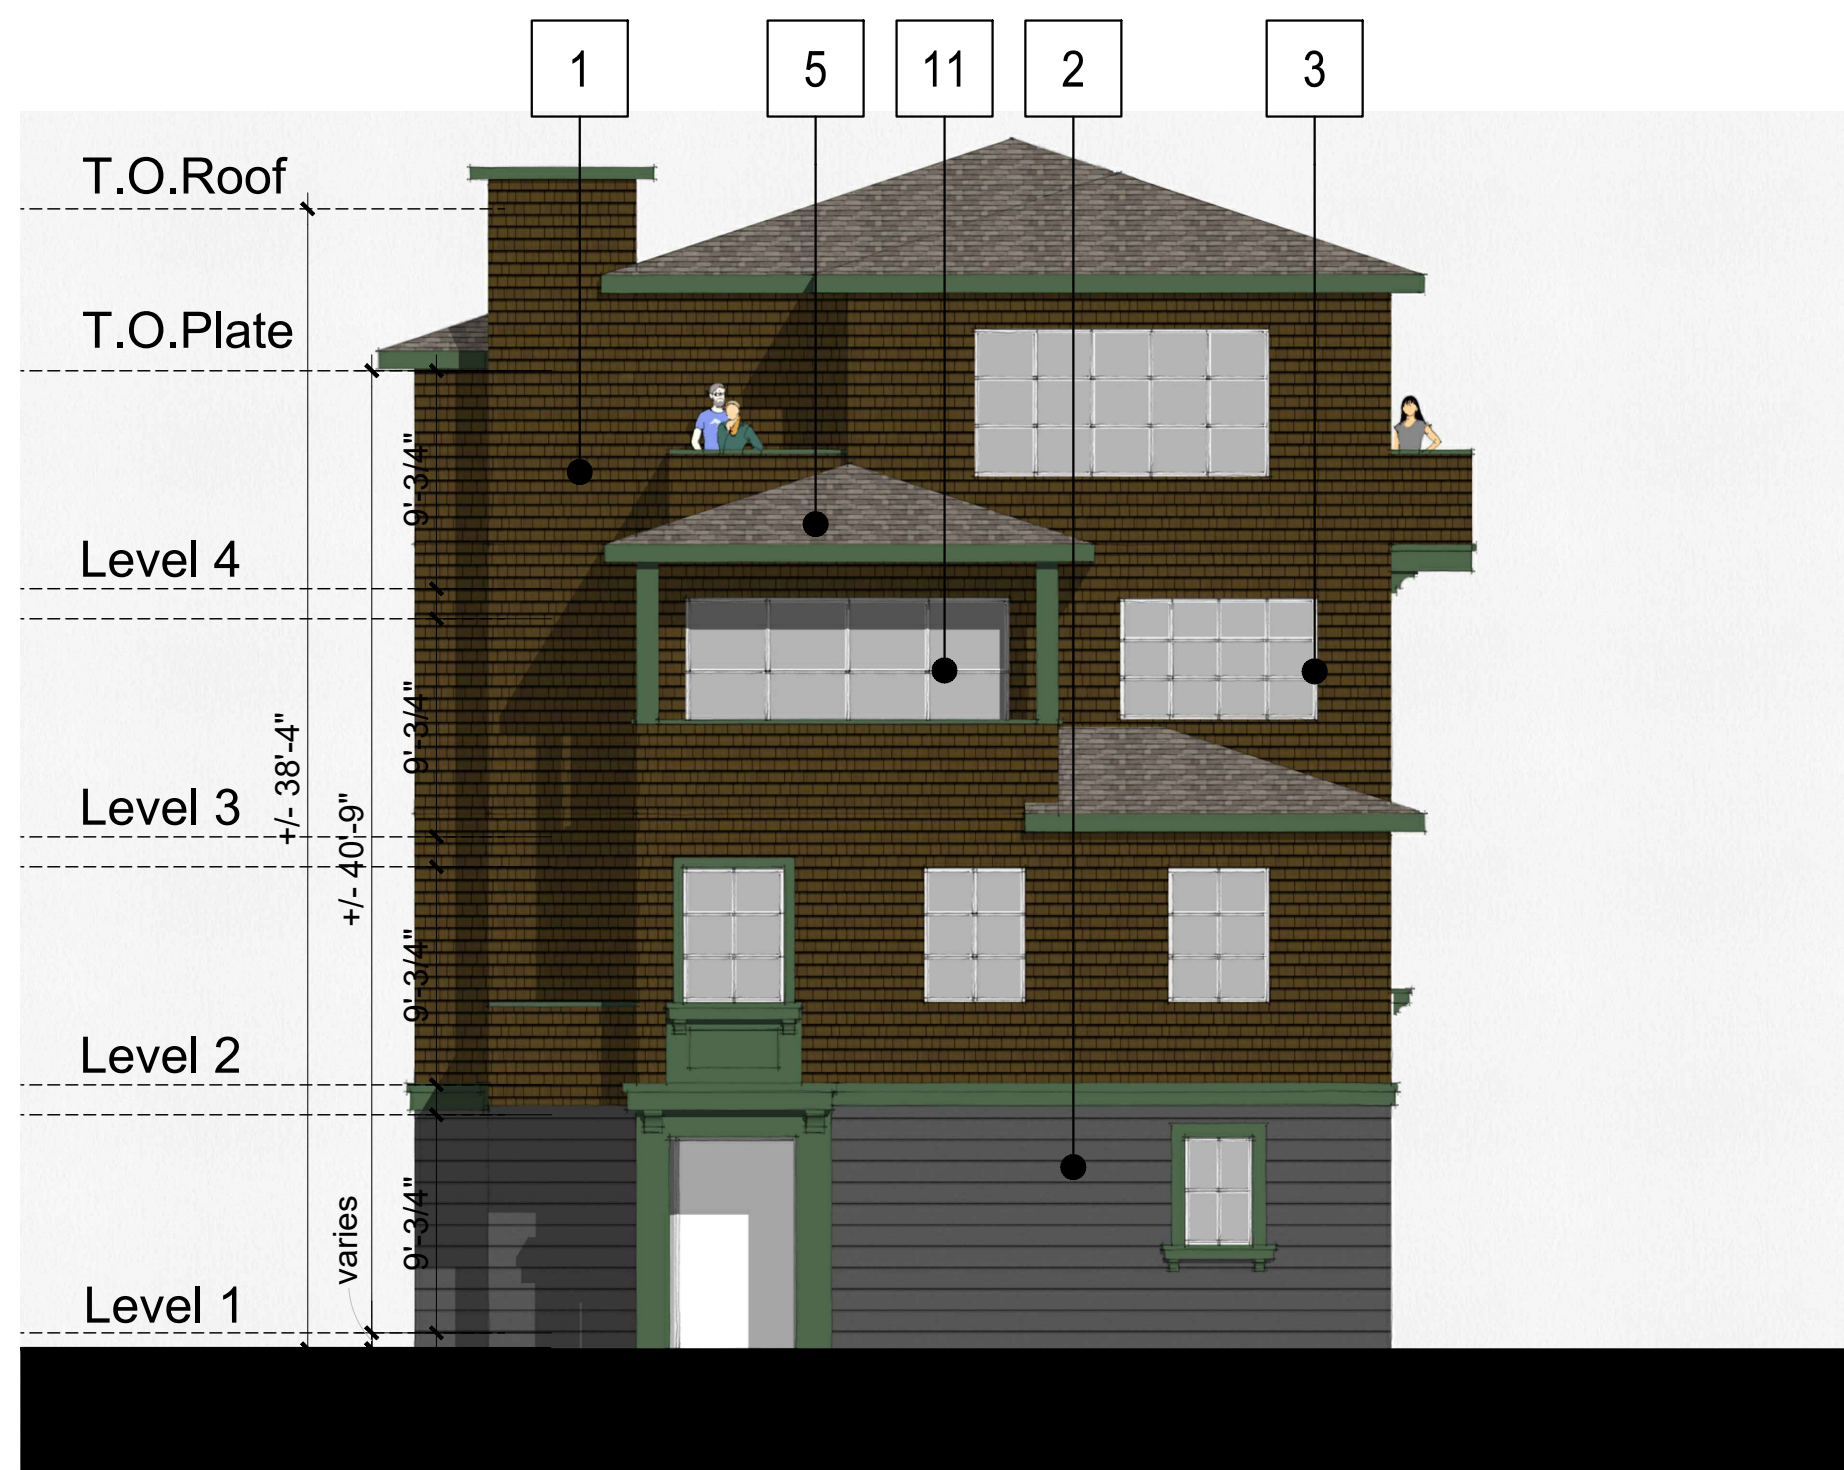 1
5
11
2
3
T.O.Roof
T.O.Plate
9'-3/4"
Level 4
9'-3/4"
+/- 38'-4"
Level 3
+/- 40'-9"
9'-3/4"
Level 2
9'-3/4"
varies
Level 1